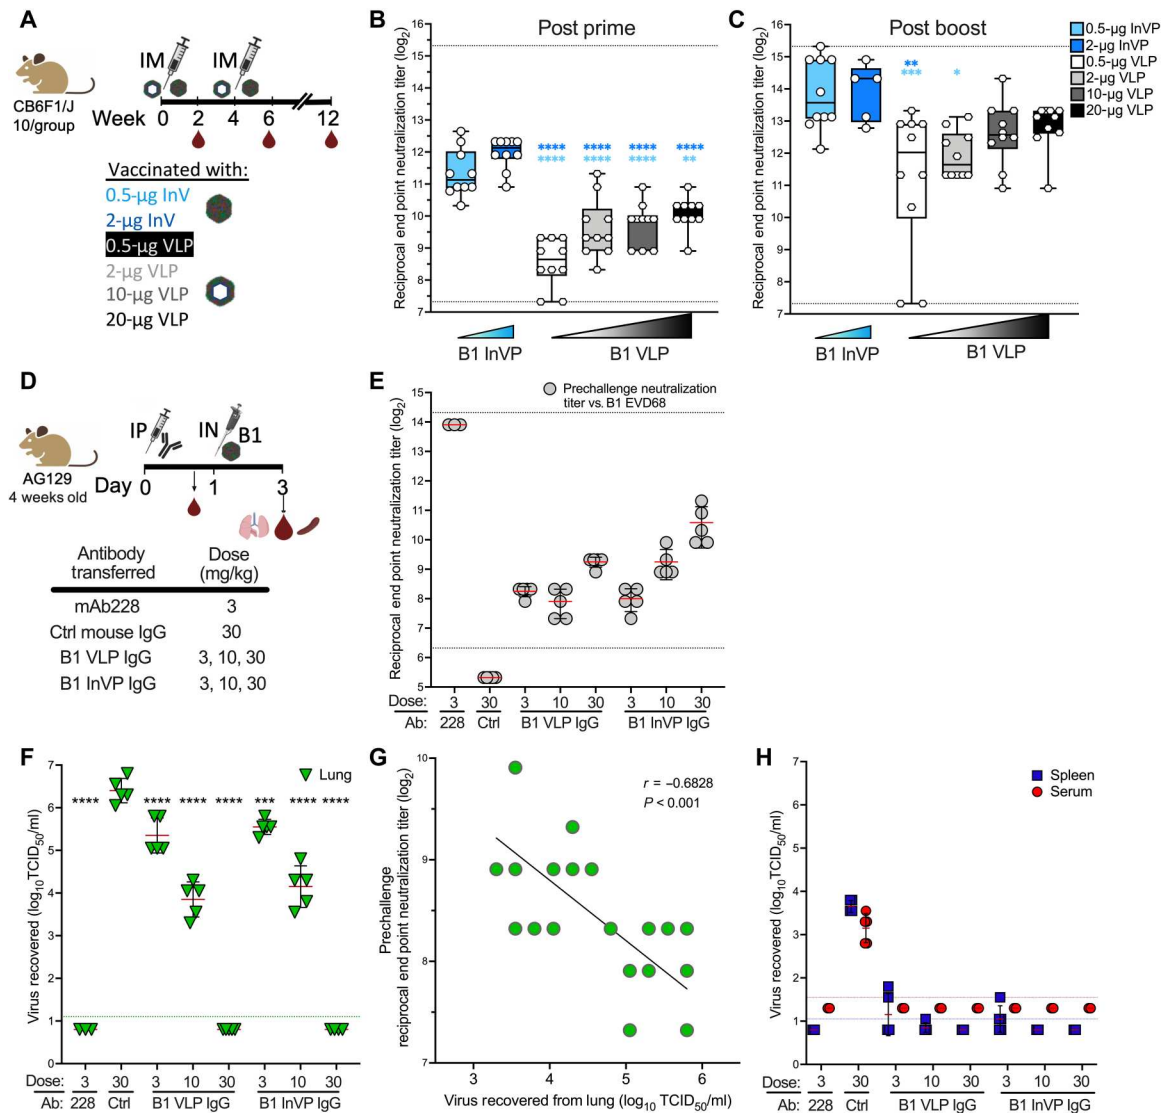 A
IM IM
CB6F1/J
10/group
Week 0 2 4 6 12
Vaccinated with:
0.5-µg InV
2-µg InV
0.5-µg VLP
2-µg VLP
10-µg VLP
20-µg VLP
B
Post prime
Reciprocal end point neutralization titer (log2)
16
15
14
13
12
11
10
9
8
7
**** **** **** ****
**** **** **** **
B1 InVP B1 VLP
C
Post boost
Reciprocal end point neutralization titer (log2)
16
15
14
13
12
11
10
9
8
7
**
*** *
B1 InVP B1 VLP
0.5-µg InVP
2-µg InVP
0.5-µg VLP
2-µg VLP
10-µg VLP
20-µg VLP
D
IP IN B1
AG129
4 weeks old
Day 0 1 3
Antibody transferred Dose (mg/kg)
mAb228 3
Ctrl mouse IgG 30
B1 VLP IgG 3, 10, 30
B1 InVP IgG 3, 10, 30
E
Prechallenge neutralization
titer vs. B1 EVD68
Reciprocal end point neutralization titer (log2)
15
14
13
12
11
10
9
8
7
6
5
Dose: 3 30 3 10 30 3 10 30
Ab: 228 Ctrl B1 VLP IgG B1 InVP IgG
F
Lung
Virus recovered (log10TCID50/ml)
7
6
5
4
3
2
1
0
**** **** **** **** *** **** ****
Dose: 3 30 3 10 30 3 10 30
Ab: 228 Ctrl B1 VLP IgG B1 InVP IgG
G
Prechallenge
reciprocal end point neutralization titer (log2)
10
9
8
7
r = −0.6828
P < 0.001
3 4 5 6
Virus recovered from lung (log10 TCID50/ml)
H
Spleen
Serum
Virus recovered (log10TCID50/ml)
7
6
5
4
3
2
1
0
Dose: 3 30 3 10 30 3 10 30
Ab: 228 Ctrl B1 VLP IgG B1 InVP IgG